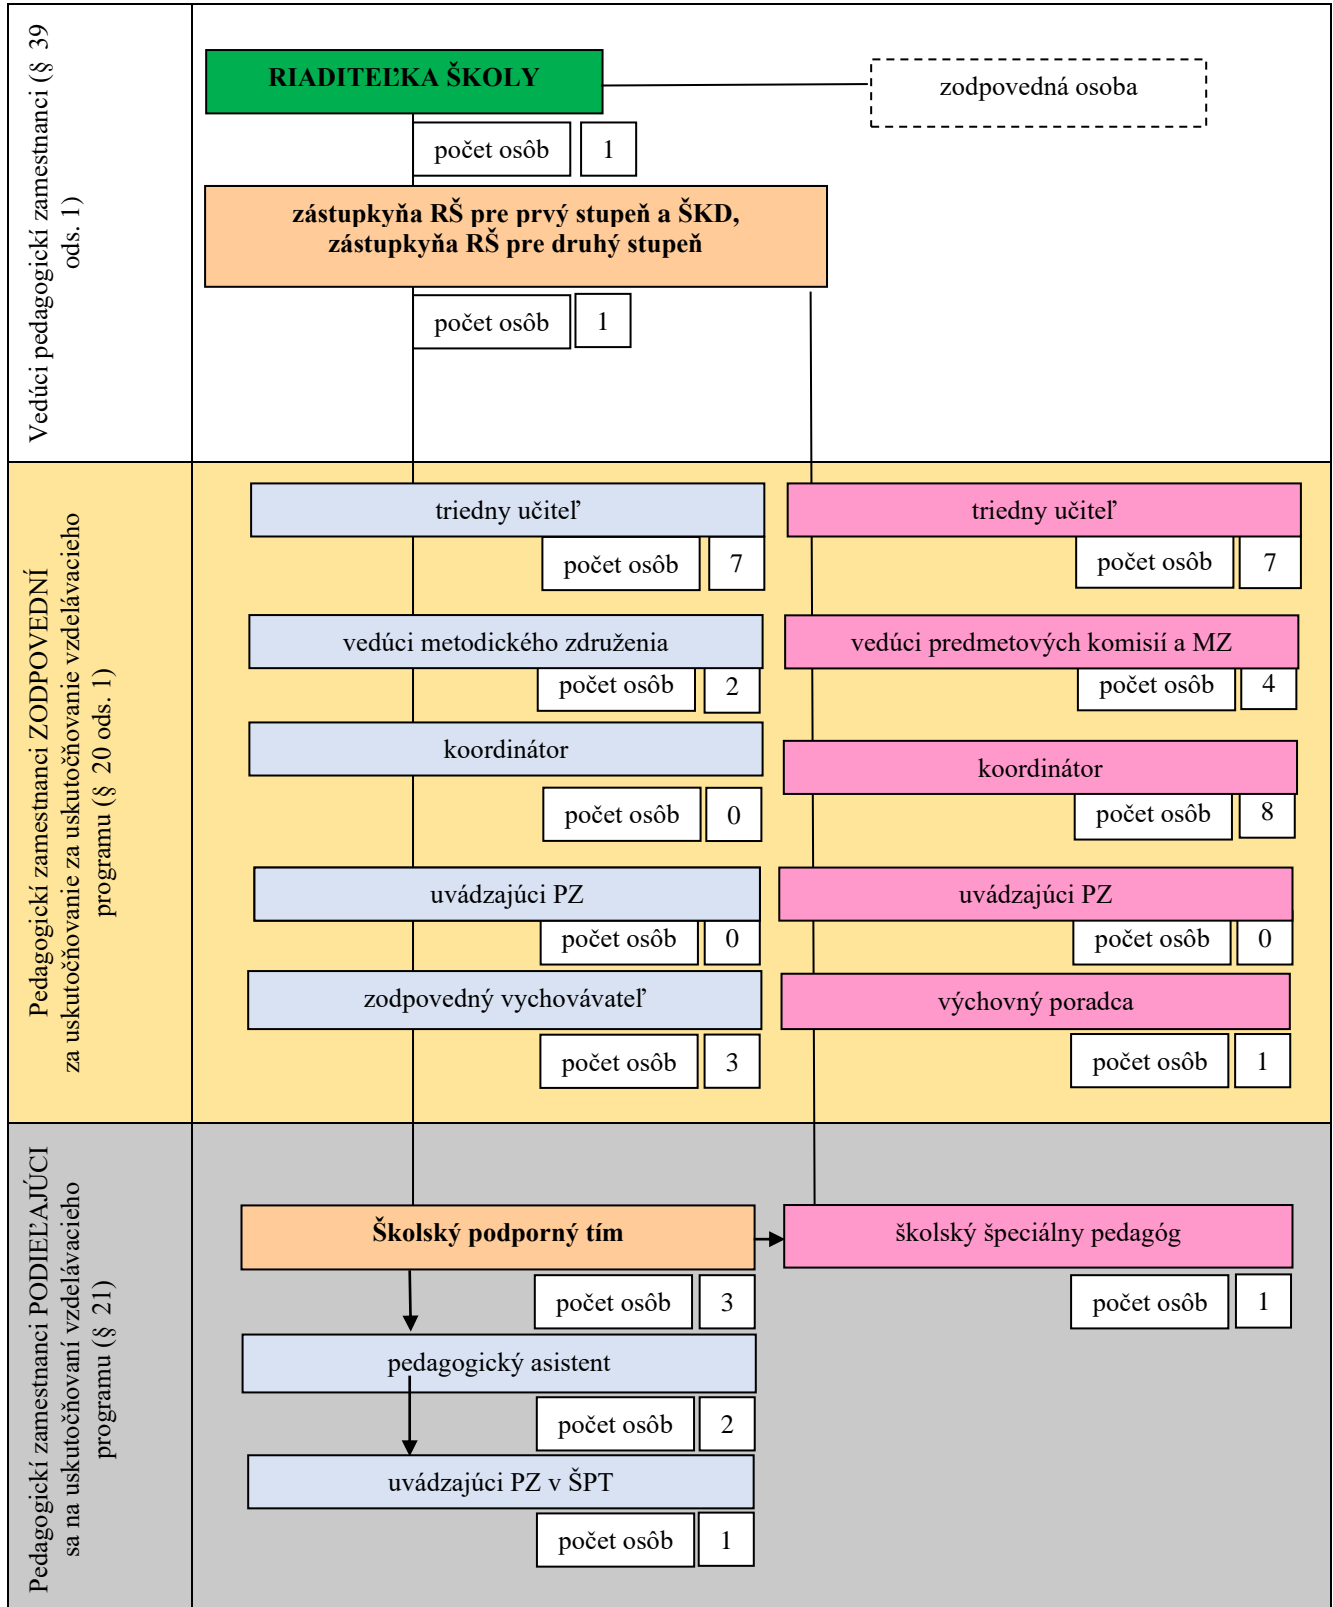 Vedúci pedagogickí zamestnanci (§ 39
ods. 1)
RIADITEĽKA ŠKOLY
zodpovedná osoba
počet osôb
1
zástupkyňa RŠ pre prvý stupeň a ŠKD,
zástupkyňa RŠ pre druhý stupeň
počet osôb
1
Pedagogickí zamestnanci ZODPOVEDNÍ
za uskutočňovanie za uskutočňovanie vzdelávacieho
programu (§ 20 ods. 1)
triedny učiteľ
počet osôb
7
triedny učiteľ
počet osôb
7
vedúci metodického združenia
počet osôb
2
vedúci predmetových komisií a MZ
počet osôb
4
koordinátor
počet osôb
0
koordinátor
počet osôb
8
uvádzajúci PZ
počet osôb
0
uvádzajúci PZ
počet osôb
0
zodpovedný vychovávateľ
počet osôb
3
výchovný poradca
počet osôb
1
Pedagogickí zamestnanci PODIEĽAJÚCI
sa na uskutočňovaní vzdelávacieho
programu (§ 21)
Školský podporný tím
počet osôb
3
školský špeciálny pedagóg
počet osôb
1
pedagogický asistent
počet osôb
2
uvádzajúci PZ v ŠPT
počet osôb
1